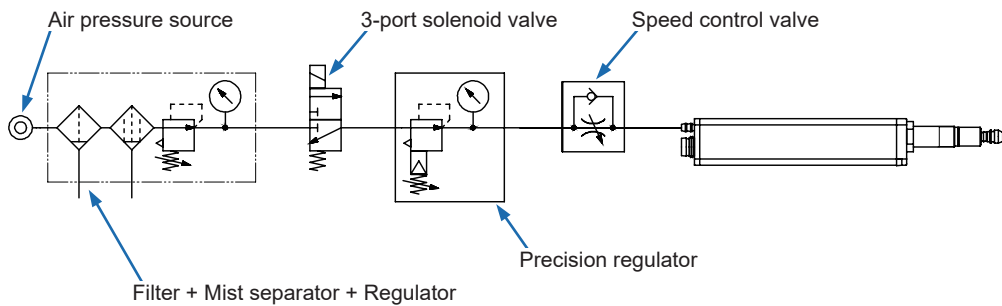 Air pressure source
3-port solenoid valve
Speed control valve
Precision regulator
Filter + Mist separator + Regulator